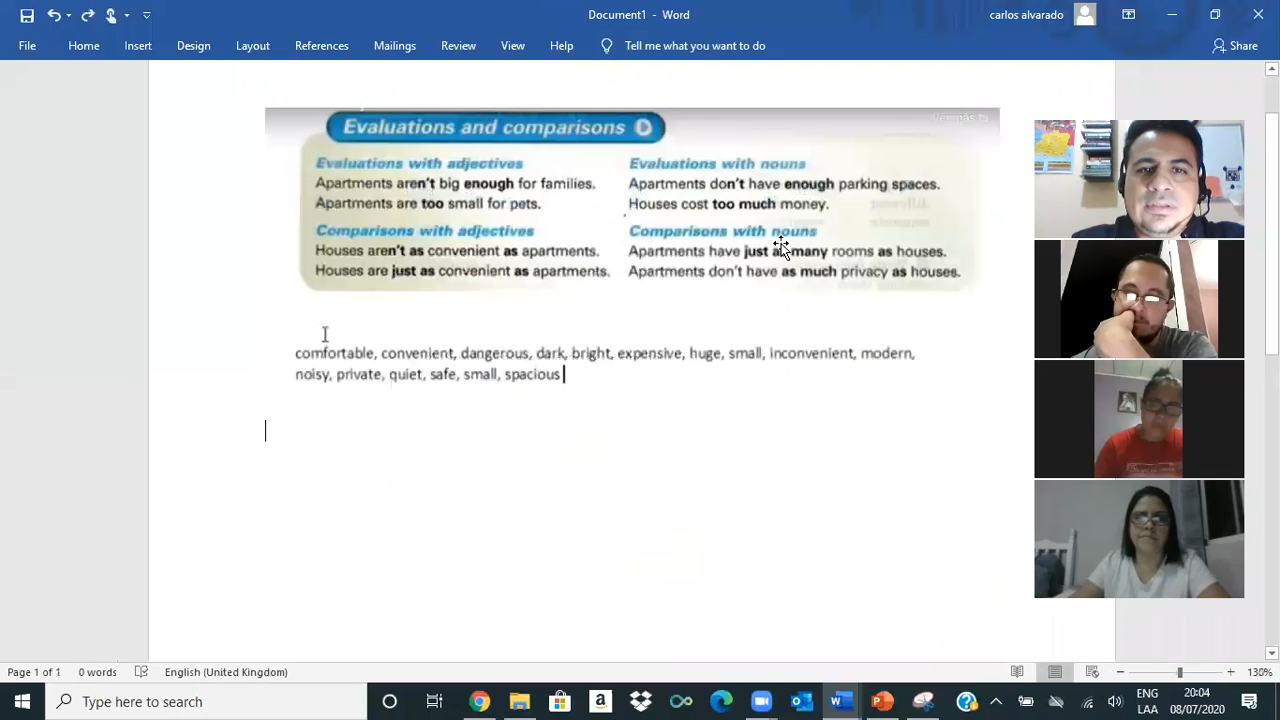 Document1 - Word
carlos alvarado
File Home Insert Design Layout References Mailings Review View Help Tell me what you want to do Share
Evaluations and comparisons D
Evaluations with adjectives
Apartments aren't big enough for families.
Apartments are too small for pets.
Comparisons with adjectives
Houses aren't as convenient as apartments.
Houses are just as convenient as apartments.
Evaluations with nouns
Apartments don't have enough parking spaces.
Houses cost too much money.
Comparisons with nouns
Apartments have just as many rooms as houses.
Apartments don't have as much privacy as houses.
comfortable, convenient, dangerous, dark, bright, expensive, huge, small, inconvenient, modern,
noisy, private, quiet, safe, small, spacious
Page 1 of 1 0 words English (United Kingdom) 130%
Type here to search
ENG 20:04
LAA 08/07/2020